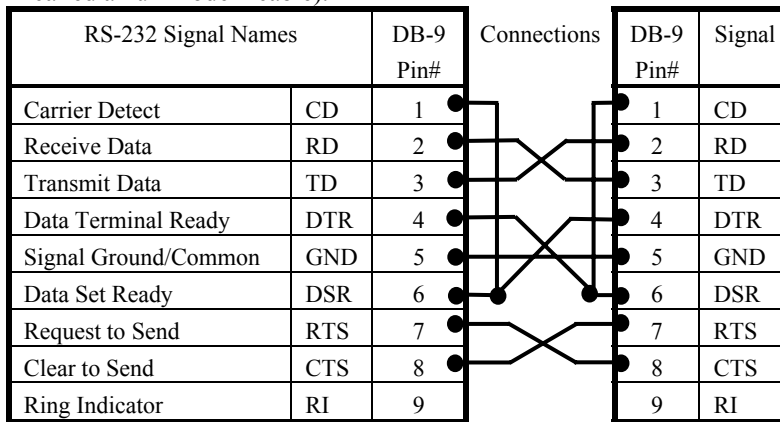 RS-232 Signal Names DB-9 Pin# Connections DB-9 Pin# Signal
Carrier Detect CD 1 1 CD
Receive Data RD 2 2 RD
Transmit Data TD 3 3 TD
Data Terminal Ready DTR 4 4 DTR
Signal Ground/Common GND 5 5 GND
Data Set Ready DSR 6 6 DSR
Request to Send RTS 7 7 RTS
Clear to Send CTS 8 8 CTS
Ring Indicator RI 9 9 RI